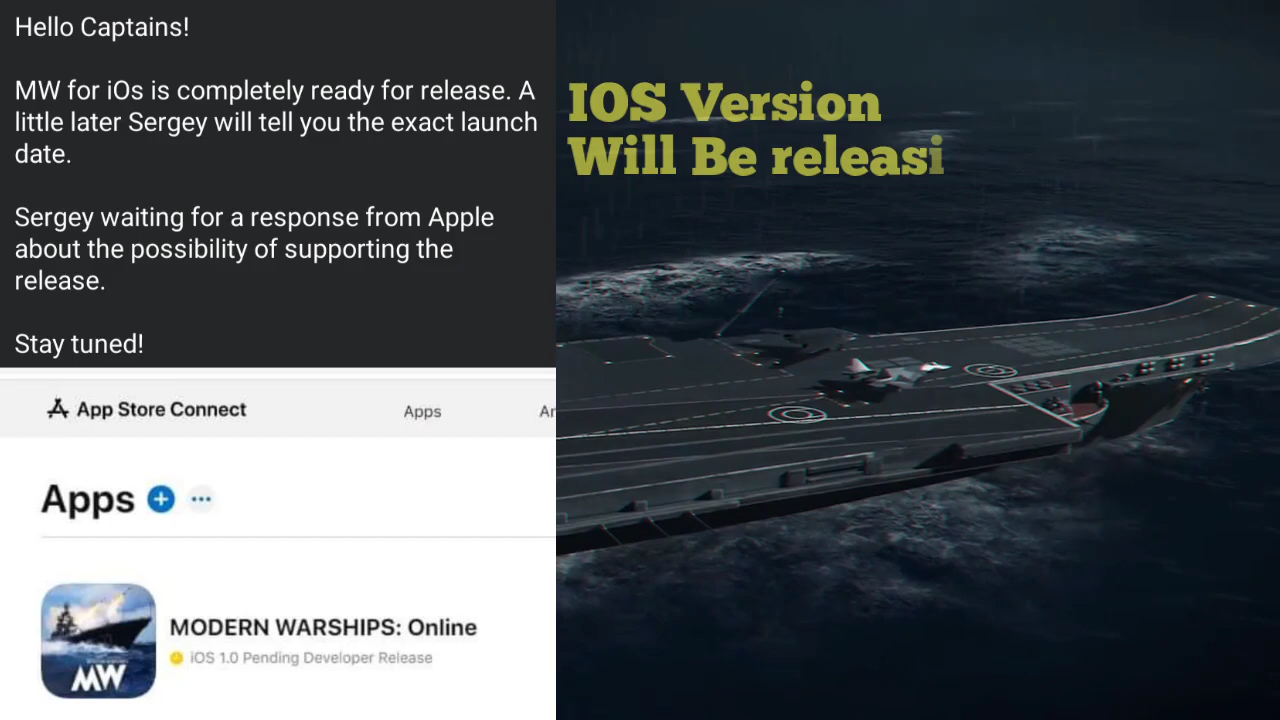 Hello Captains!
MW for iOs is completely ready for release. A
little later Sergey will tell you the exact launch
date.
Sergey waiting for a response from Apple
about the possibility of supporting the
release.
Stay tuned!
App Store Connect
Apps
Ar
Apps
MW
MODERN WARSHIPS: Online
iOS 1.0 Pending Developer Release
IOS Version
Will Be releasi